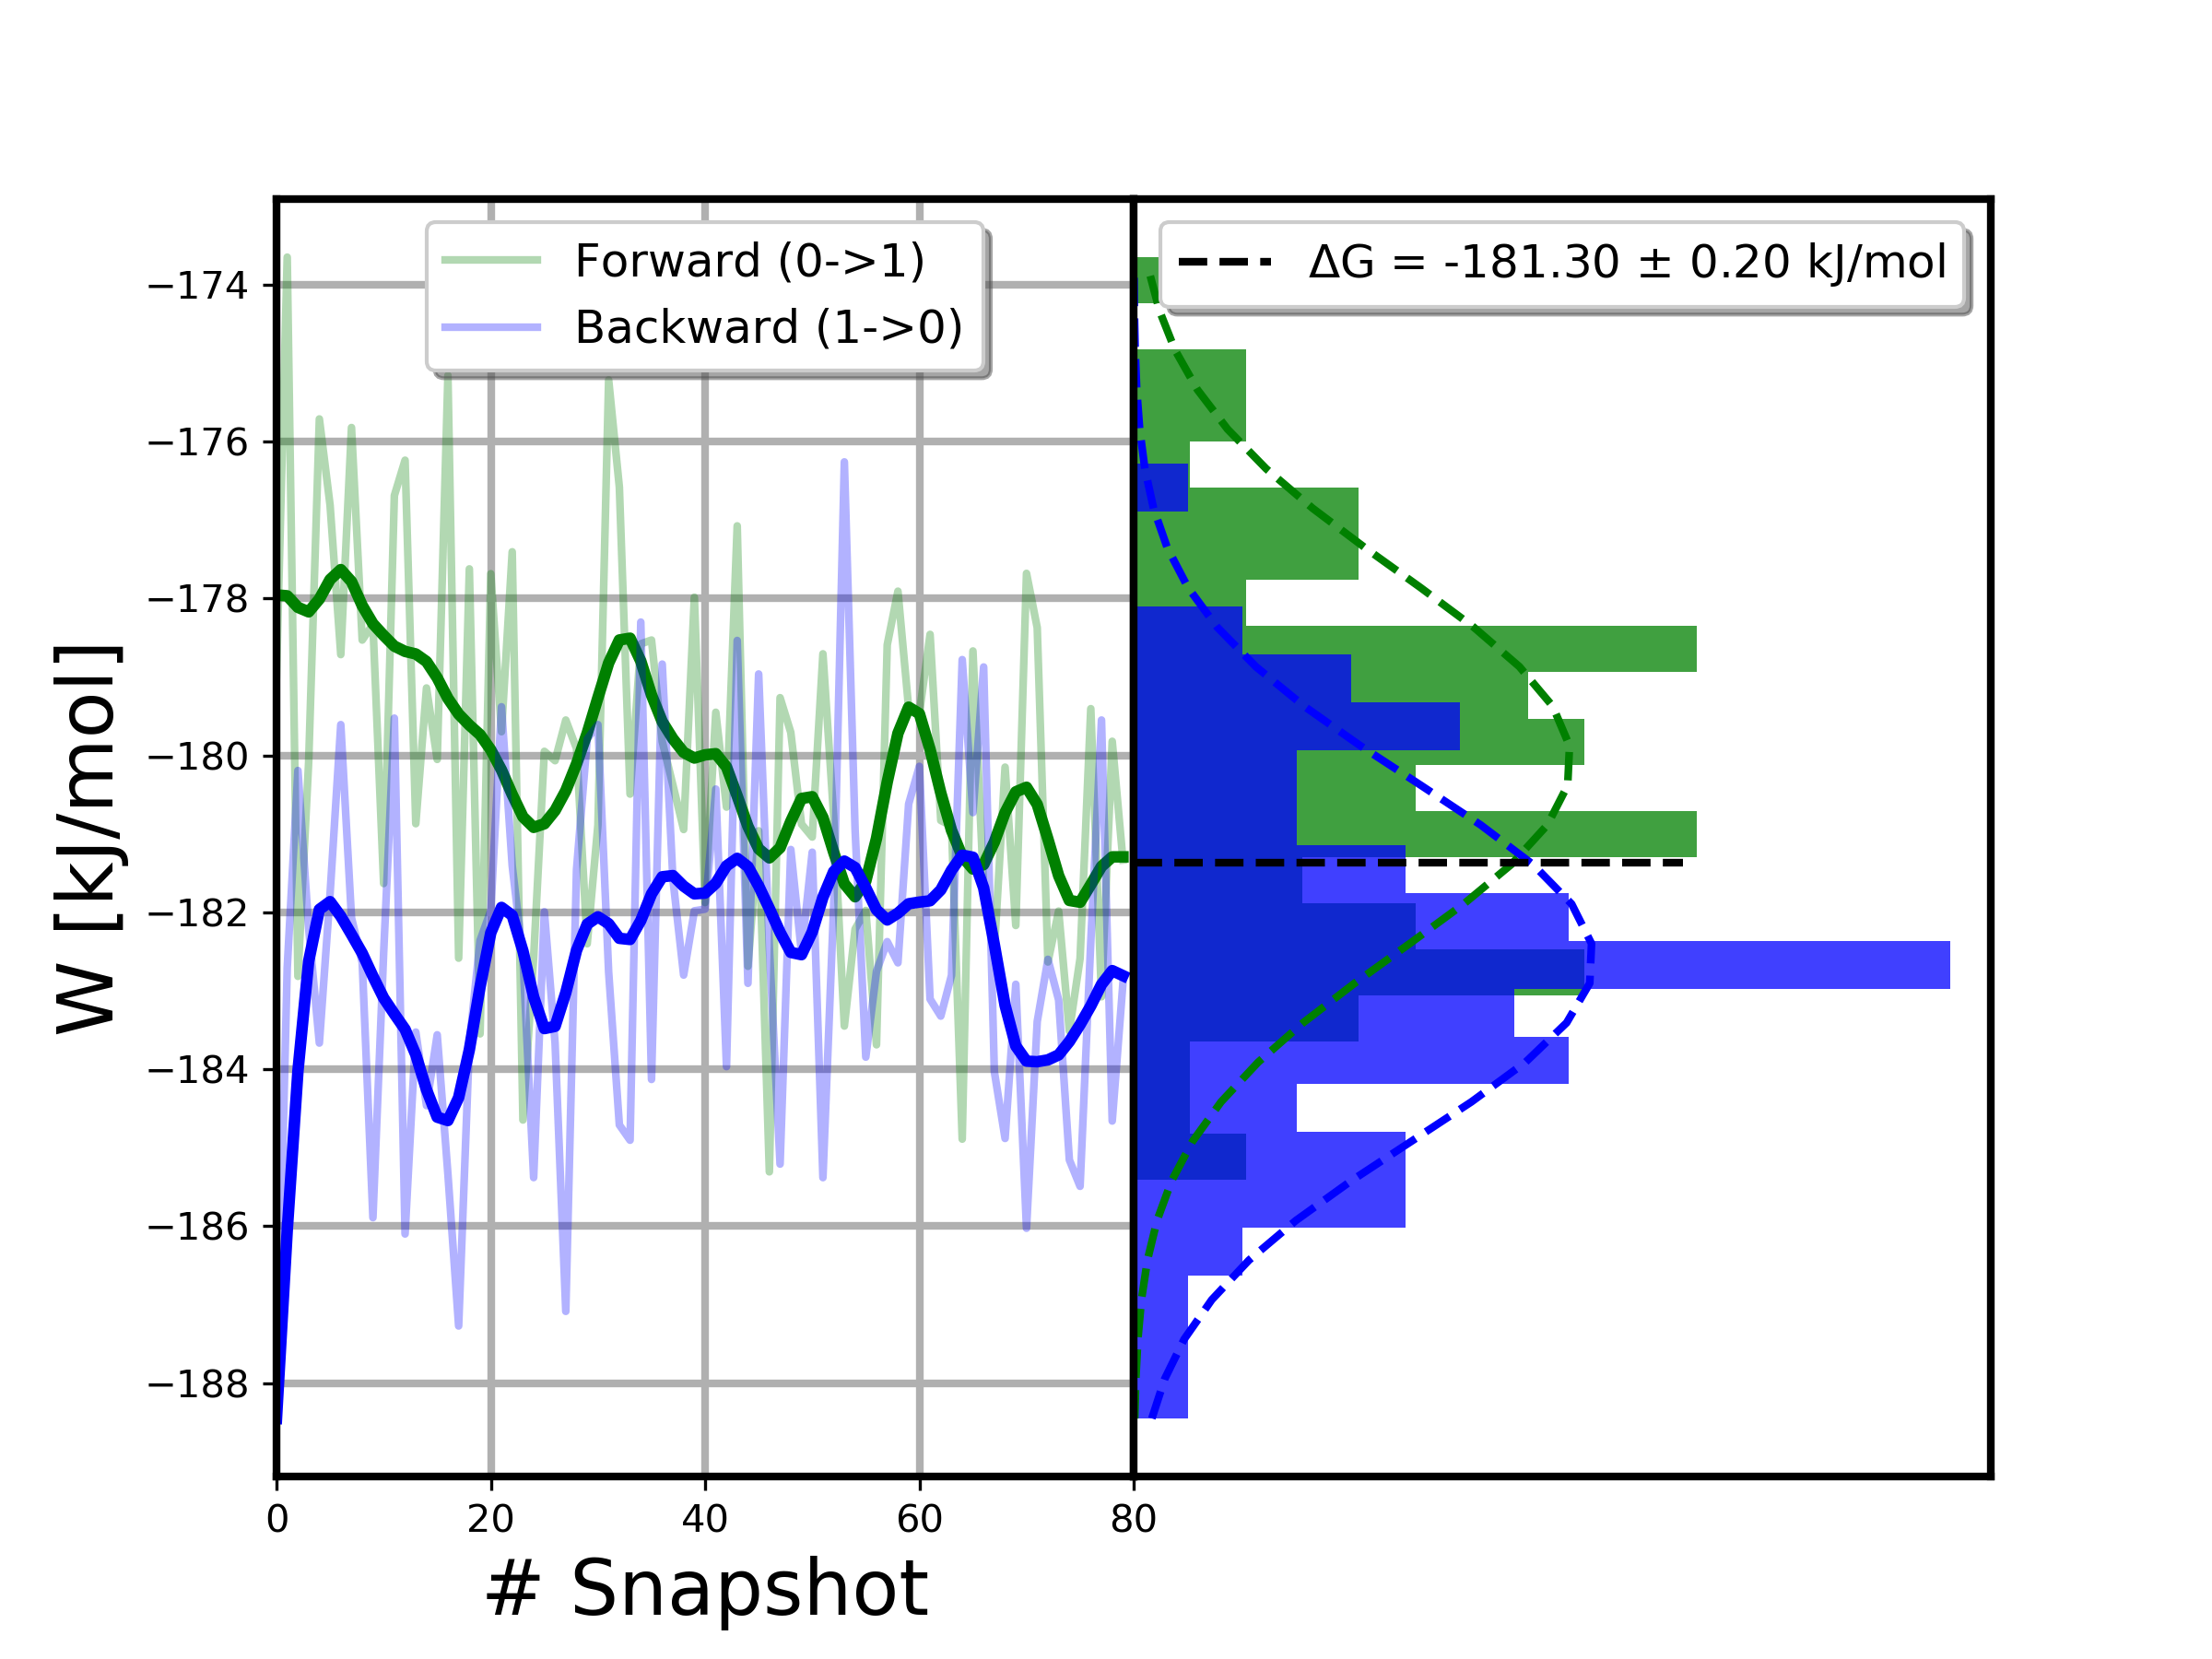 Forward (0->1)
Backward (1->0)
ΔG = -181.30 ± 0.20 kJ/mol
−174
−176
−178
−180
−182
−184
−186
−188
W [kJ/mol]
0
20
40
60
80
# Snapshot